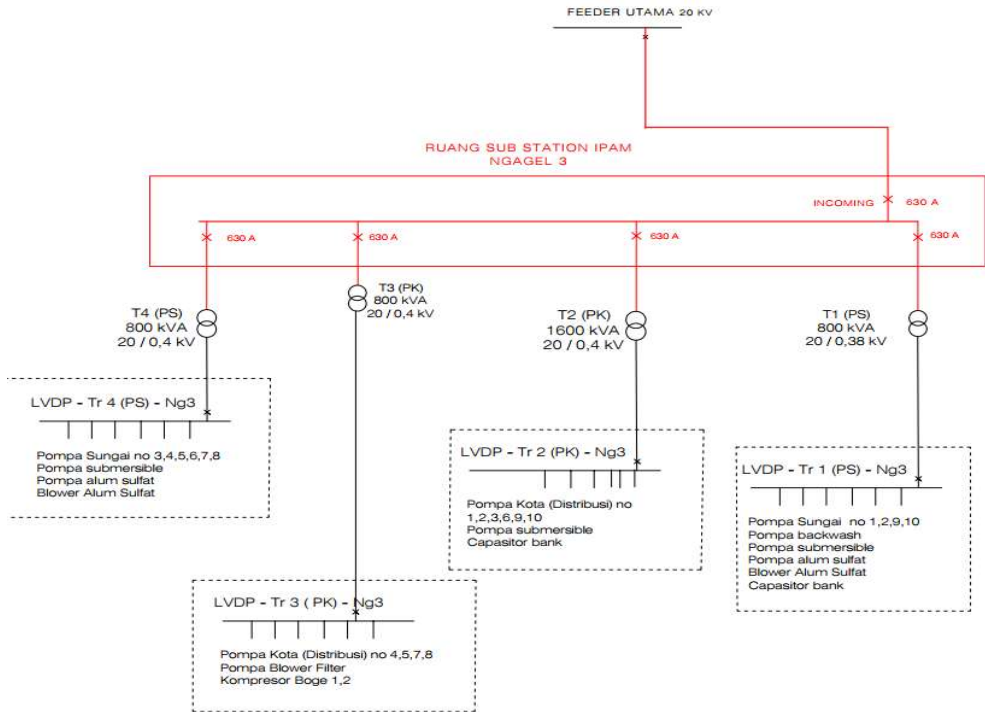 FEEDER UTAMA 20 KV
RUANG SUB STATION IPAM
NGAGEL 3
INCOMING
630 A
630 A
630 A
630 A
630 A
T4 (PS)
800 kVA
20 / 0,4 kV
T3 (PK)
800 kVA
20 / 0,4 kV
T2 (PK)
1600 kVA
20 / 0,4 kV
T1 (PS)
800 kVA
20 / 0,38 kV
LVDP - Tr 4 (PS) - Ng3
Pompa Sungai no 3,4,5,6,7,8
Pompa submersible
Pompa alum sulfat
Blower Alum Sulfat
LVDP - Tr 2 (PK) - Ng3
Pompa Kota (Distribusi) no
1,2,3,6,9,10
Pompa submersible
Capasitor bank
LVDP - Tr 1 (PS) - Ng3
Pompa Sungai no 1,2,9,10
Pompa backwash
Pompa submersible
Pompa alum sulfat
Blower Alum Sulfat
Capasitor bank
LVDP - Tr 3 ( PK) - Ng3
Pompa Kota (Distribusi) no 4,5,7,8
Pompa Blower Filter
Kompresor Boge 1,2